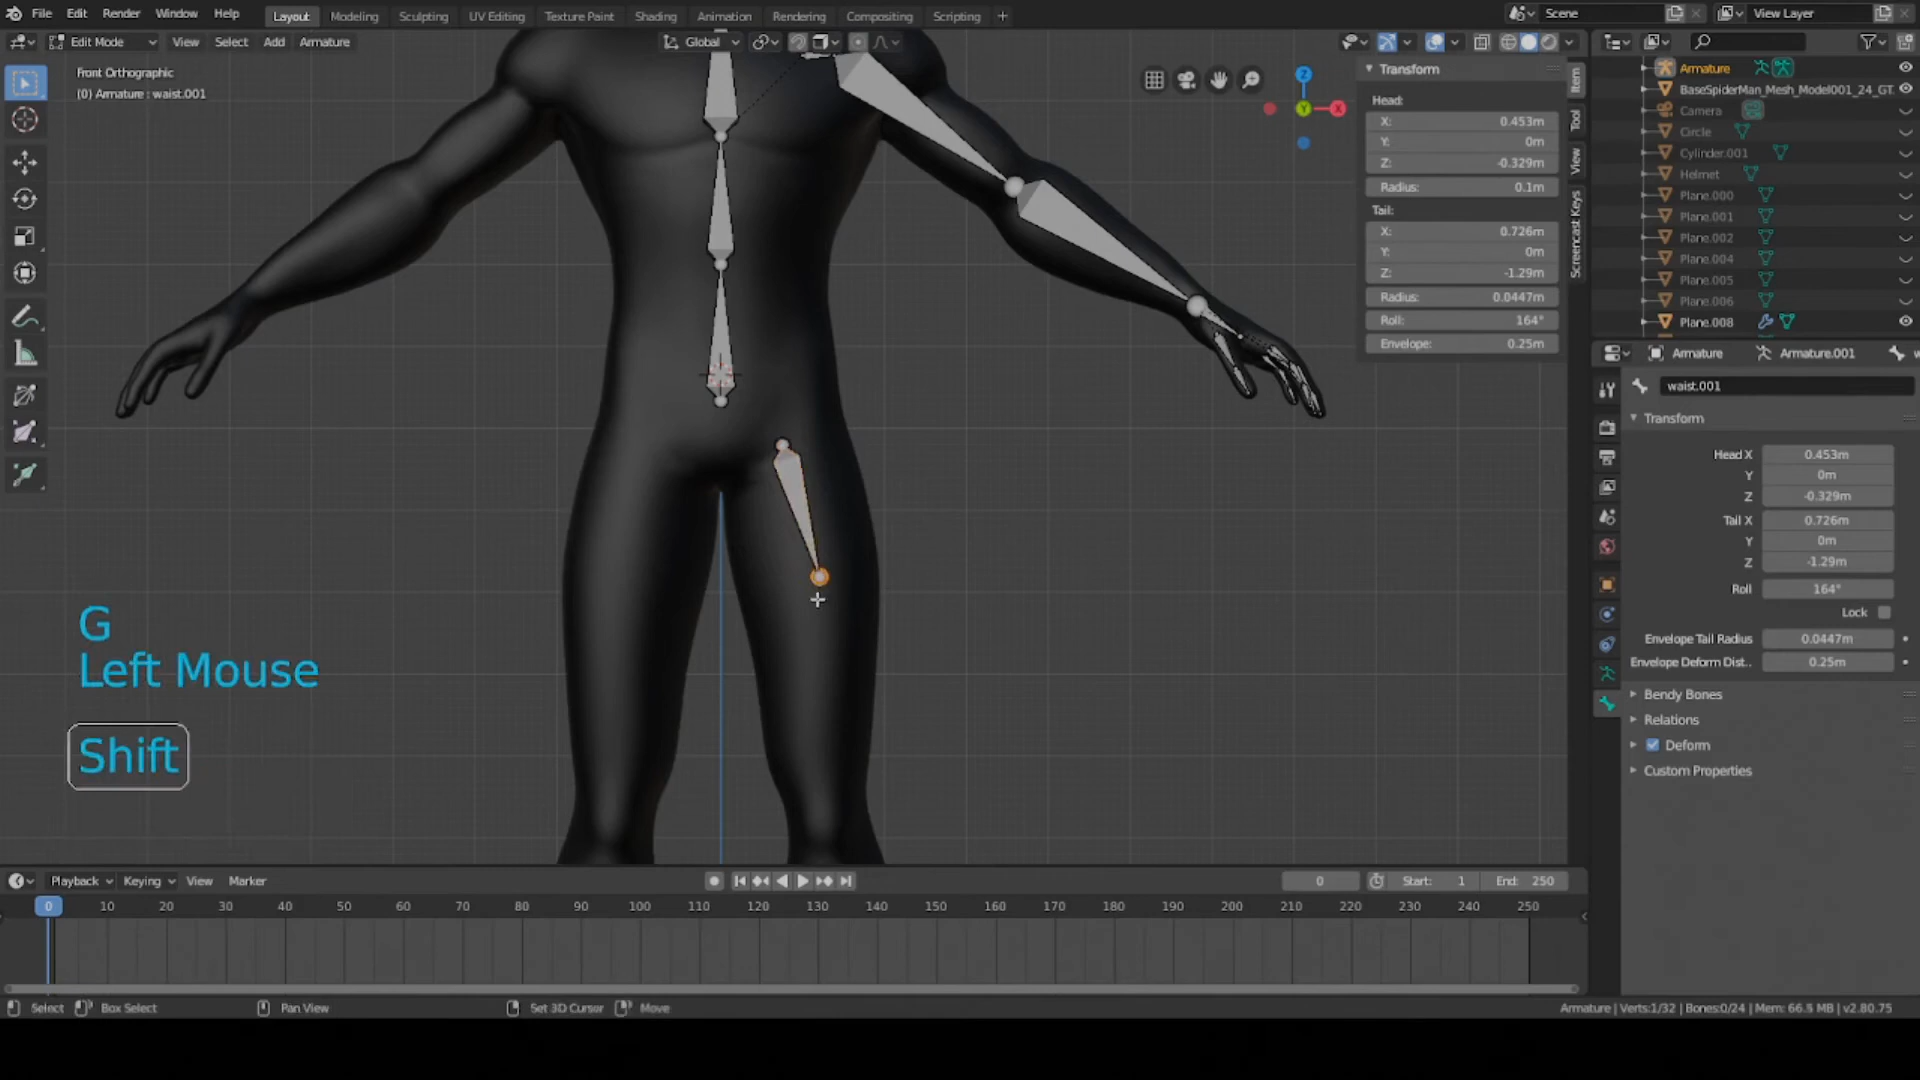 File Edit Render Window Help Layout Modeling Sculpting UV Editing Texture Paint Shading Animation Rendering Compositing Scripting + Scene View Layer
Edit Mode View Select Add Armature Global
Front Orthographic
(0) Armature : waist.001
Z
Y
X
Transform
Head:
X: 0.453m
Y: 0m
Z: -0.329m
Radius: 0.1m
Tail:
X: 0.726m
Y: 0m
Z: -1.29m
Radius: 0.0447m
Roll: 164°
Envelope: 0.25m
Item
Tool
View
Screencast Keys
Armature
BaseSpiderMan_Mesh_Model001_24_GT.
Camera
Circle
Cylinder.001
Helmet
Plane.000
Plane.001
Plane.002
Plane.004
Plane.005
Plane.006
Plane.008
Armature Armature.001 w
waist.001
Transform
Head X 0.453m
Y 0m
Z -0.329m
Tail X 0.726m
Y 0m
Z -1.29m
Roll 164°
Lock
Envelope Tail Radius 0.0447m
Envelope Deform Dist.. 0.25m
Bendy Bones
Relations
Deform
Custom Properties
G
Left Mouse
Shift
Playback Keying View Marker 0 Start: 1 End: 250
0 10 20 30 40 50 60 70 80 90 100 110 120 130 140 150 160 170 180 190 200 210 220 230 240 250
Select Box Select Pan View Set 3D Cursor Move Armature | Verts:1/32 | Bones:0/24 | Mem: 66.5 MB | v2.80.75